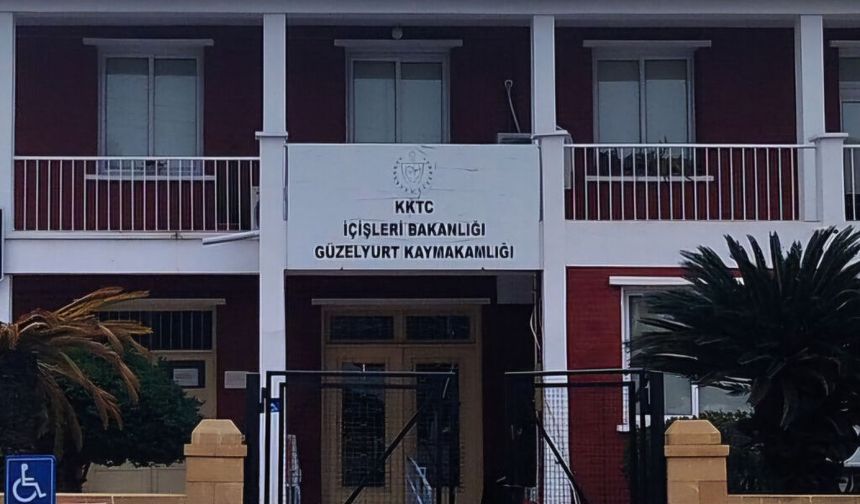 KKTC
İÇİŞLERİ BAKANLIĞI
GÜZELYURT KAYMAKAMLIĞI